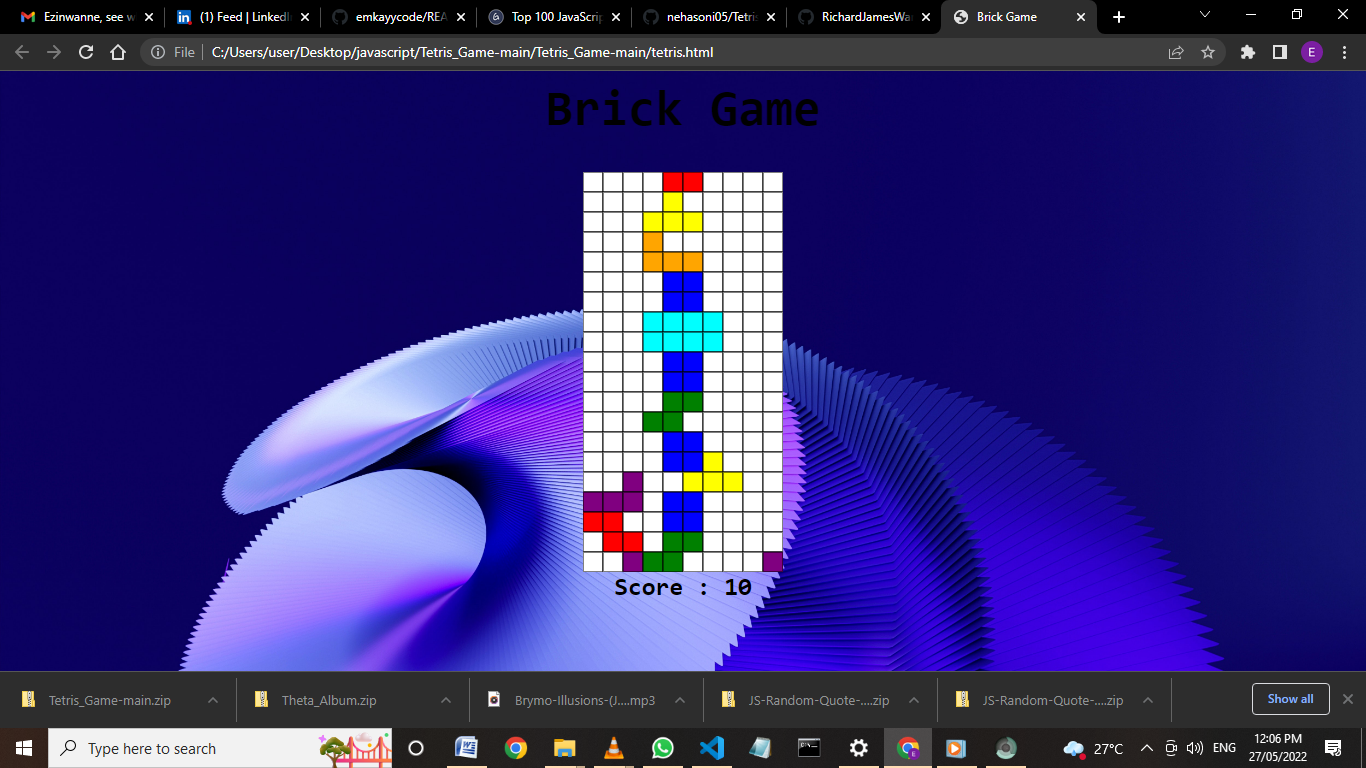 Ezinwanne, see w
(1) Feed | LinkedI
emkayycode/REA
Top 100 JavaScrip
nehasoni05/Tetris
RichardJamesWa
Brick Game
File
C:/Users/user/Desktop/javascript/Tetris_Game-main/Tetris_Game-main/tetris.html
E
Brick Game
Score : 10
Tetris_Game-main.zip
Theta_Album.zip
Brymo-Illusions-(J....mp3
JS-Random-Quote-....zip
JS-Random-Quote-....zip
Show all
Type here to search
27°C
ENG
12:06 PM
27/05/2022